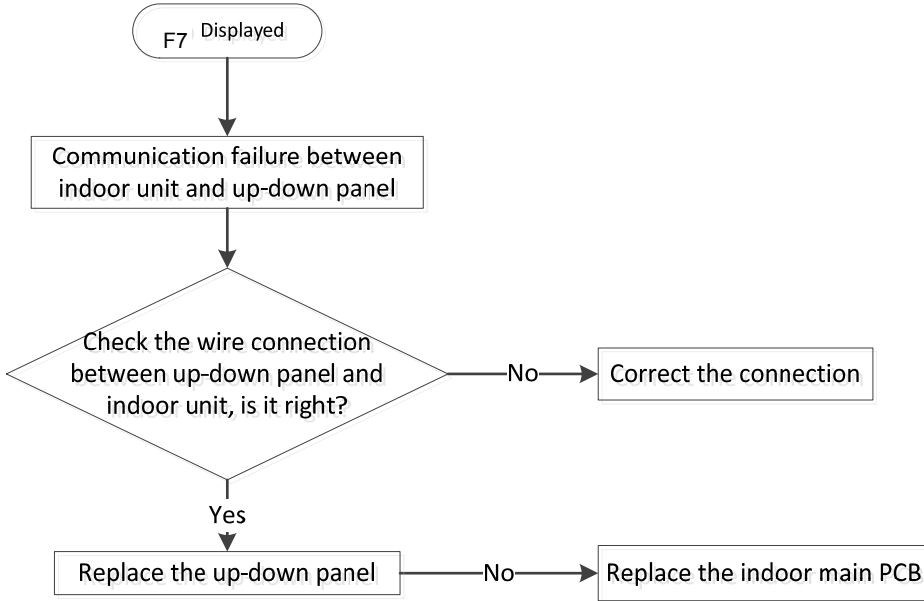 F7 Displayed
Communication failure between
indoor unit and up-down panel
Check the wire connection
between up-down panel and
indoor unit, is it right?
No
Correct the connection
Yes
Replace the up-down panel
No
Replace the indoor main PCB